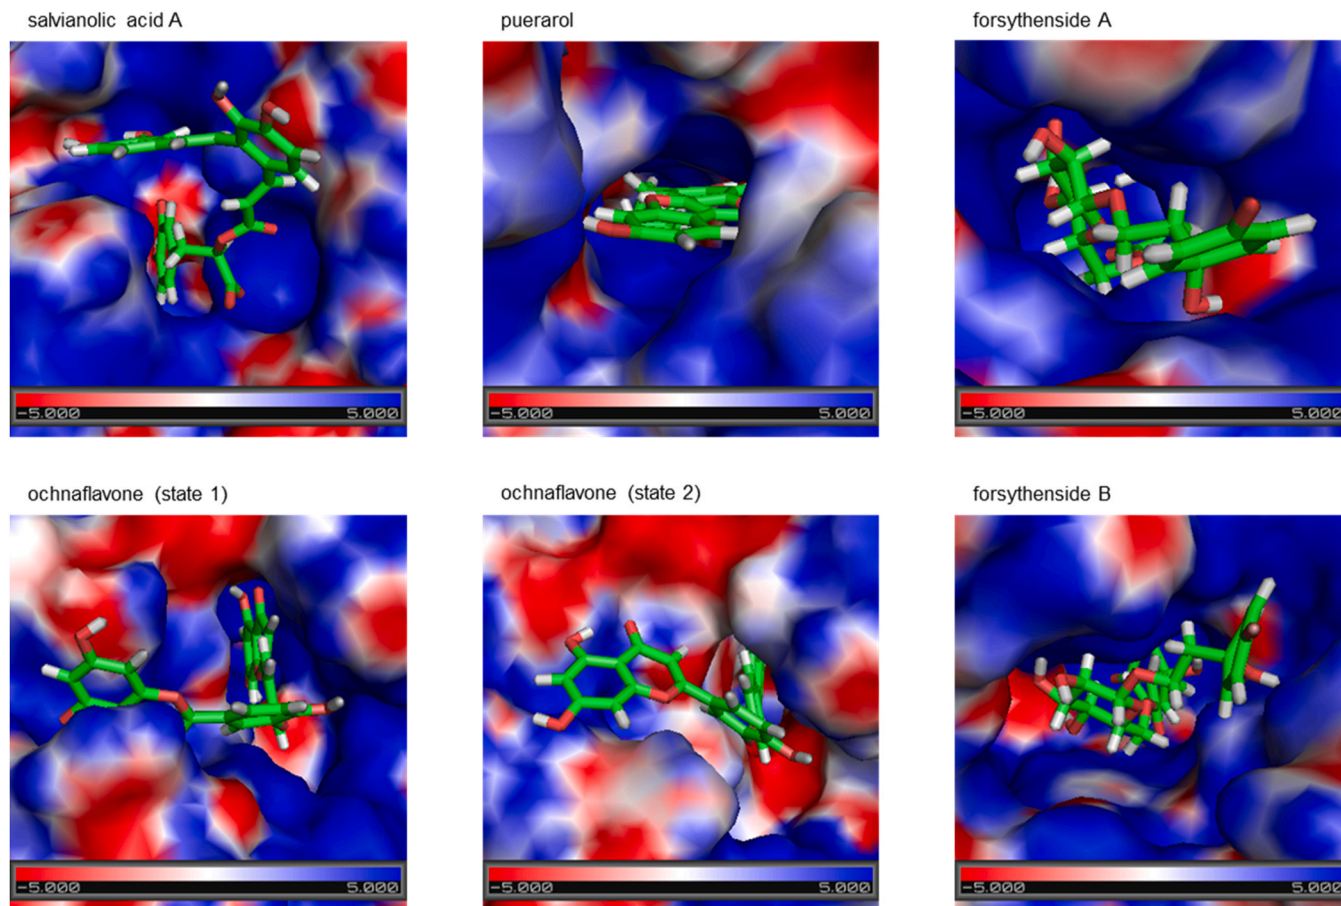 salvianolic acid A
puerarol
forsythenside A
-5.000 5.000
-5.000 5.000
-5.000 5.000
ochnaflavone (state 1)
ochnaflavone (state 2)
forsythenside B
-5.000 5.000
-5.000 5.000
-5.000 5.000